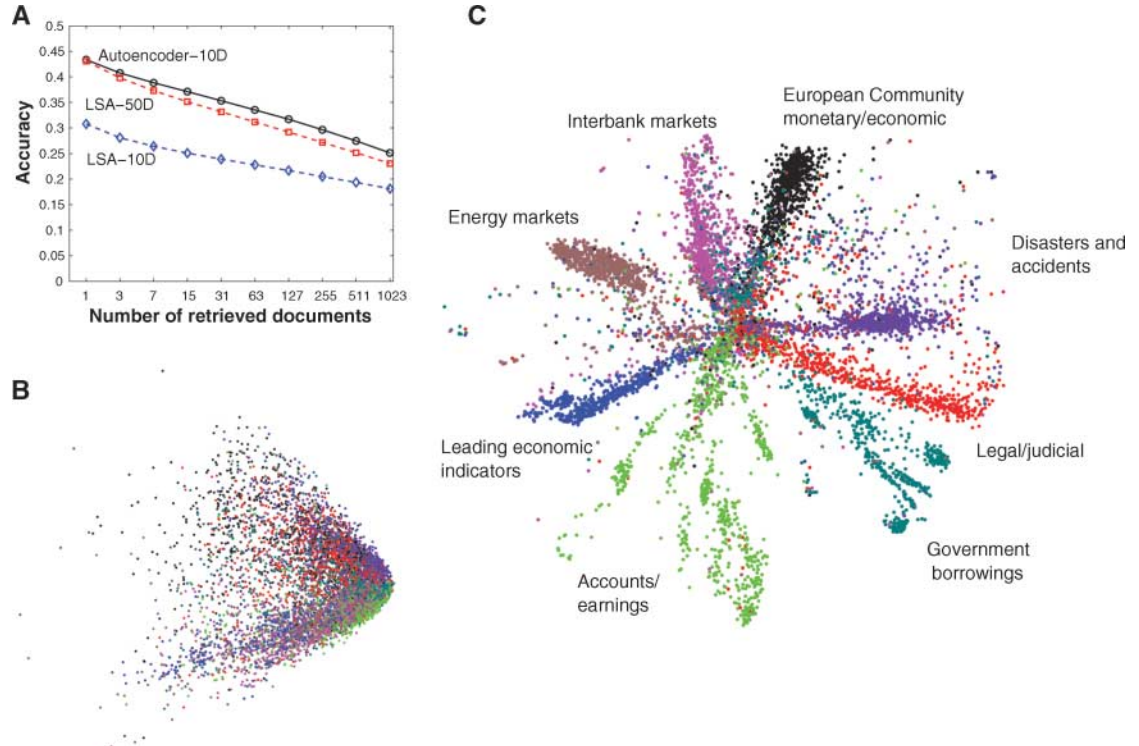 A
0.5
0.45
0.4
0.35
0.3
0.25
0.2
0.15
0.1
0.05
0
Accuracy
Autoencoder−10D
LSA−50D
LSA−10D
1 3 7 15 31 63 127 255 511 1023
Number of retrieved documents
B
C
European Community
monetary/economic
Interbank markets
Energy markets
Disasters and
accidents
Leading economic
indicators
Legal/judicial
Government
borrowings
Accounts/
earnings